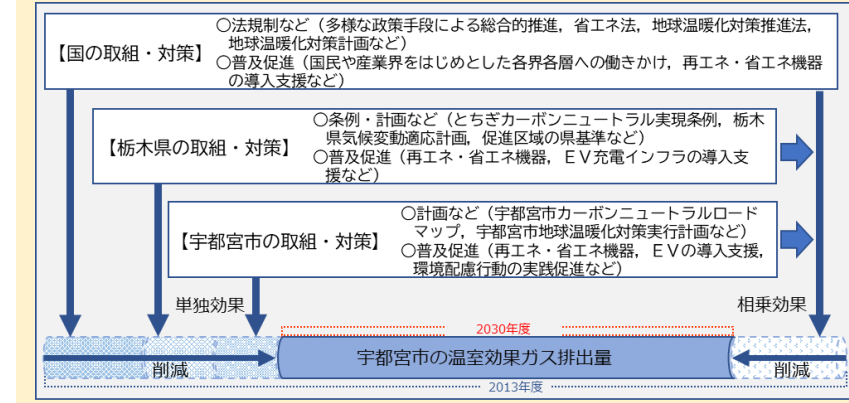 【国の取組・対策】
○法規制など（多様な政策手段による総合的推進，省エネ法，地球温暖化対策推進法，
地球温暖化対策計画など）
○普及促進（国民や産業界をはじめとした各界各層への働きかけ，再エネ・省エネ機器
の導入支援など）
【栃木県の取組・対策】
○条例・計画など（とちぎカーボンニュートラル実現条例，栃木
県気候変動適応計画，促進区域の県基準など）
○普及促進（再エネ・省エネ機器，ＥＶ充電インフラの導入支
援など）
【宇都宮市の取組・対策】
○計画など（宇都宮市カーボンニュートラルロード
マップ，宇都宮市地球温暖化対策実行計画など）
○普及促進（再エネ・省エネ機器，ＥＶの導入支援，
環境配慮行動の実践促進など）
単独効果
相乗効果
2030年度
宇都宮市の温室効果ガス排出量
削減
削減
2013年度